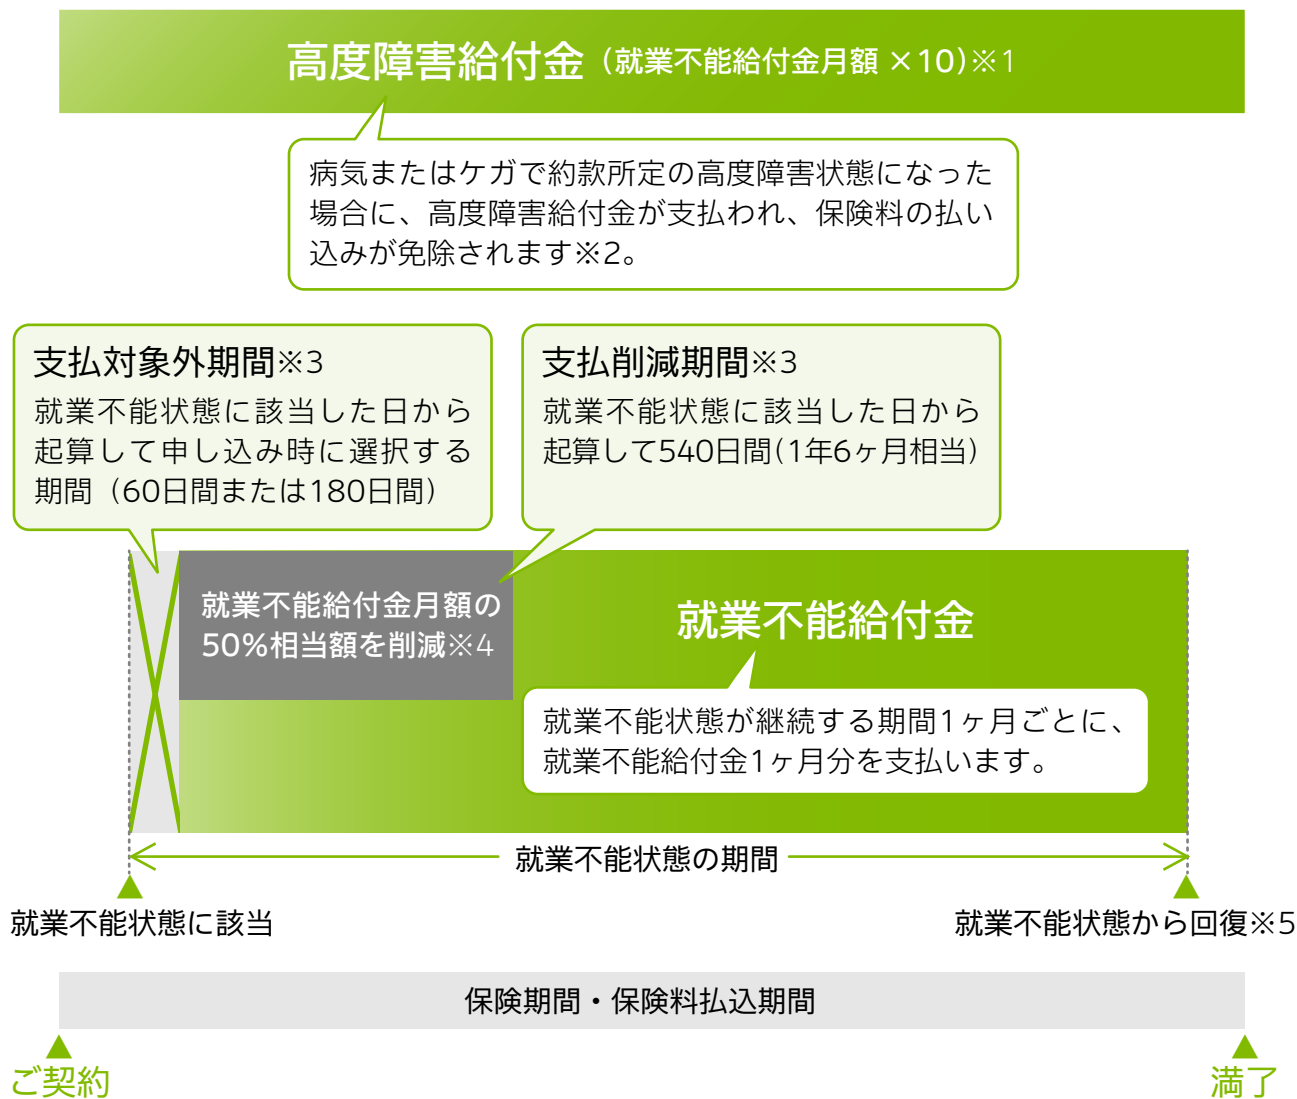 高度障害給付金（就業不能給付金月額 ×10）※1
病気またはケガで約款所定の高度障害状態になった
場合に、高度障害給付金が支払われ、保険料の払い
込みが免除されます※2。
支払対象外期間※3
就業不能状態に該当した日から
起算して申し込み時に選択する
期間（60日間または180日間）
支払削減期間※3
就業不能状態に該当した日から
起算して540日間（1年6ヶ月相当）
就業不能給付金月額の
50%相当額を削減※4
就業不能給付金
就業不能状態が継続する期間1ヶ月ごとに、
就業不能給付金1ヶ月分を支払います。
就業不能状態の期間
就業不能状態に該当
就業不能状態から回復※5
保険期間・保険料払込期間
ご契約
満了